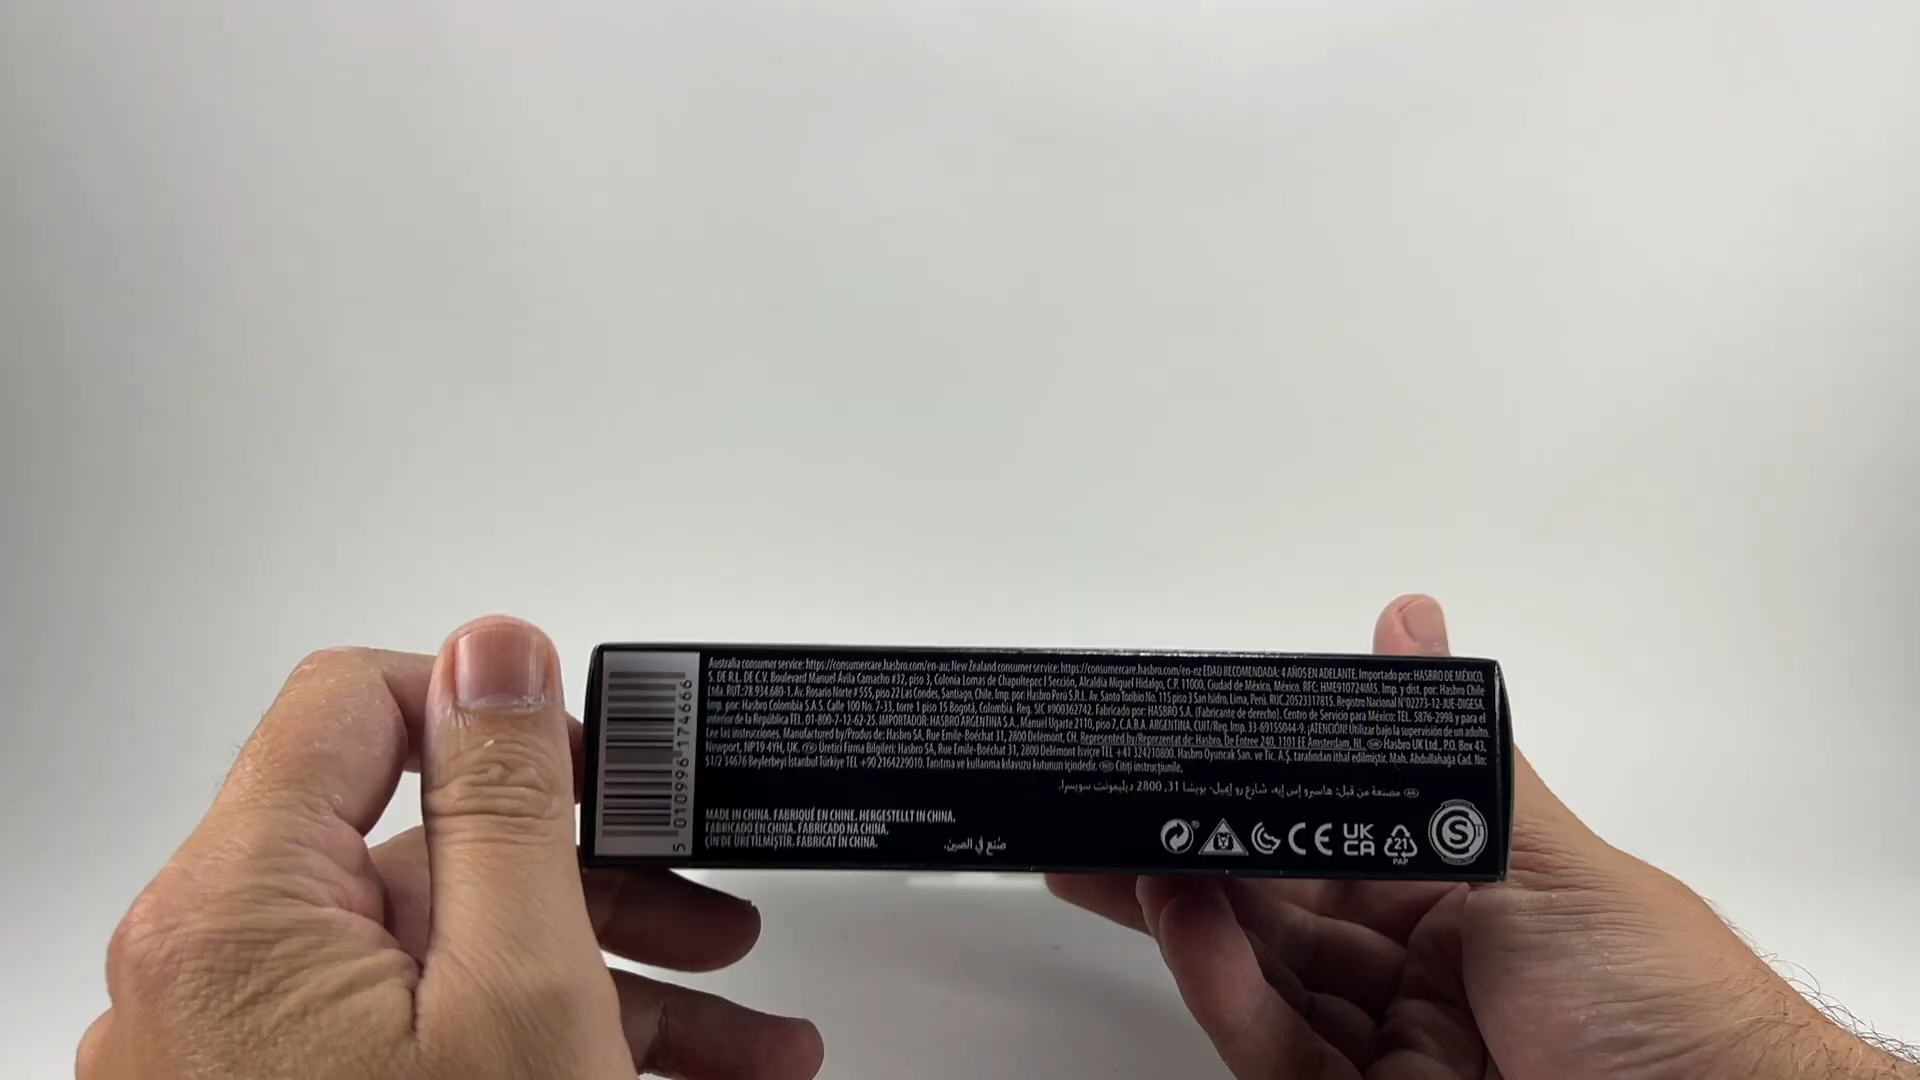 Australia consumer service: https://consumercare.hasbro.com/en-au; New Zealand consumer service: https://consumercare.hasbro.com/en-nz EDAD RECOMENDADA: 4 AÑOS EN ADELANTE. Importado por: HASBRO DE MÉXICO,
S. DE R.L. DE C.V. Boulevard Manuel Ávila Camacho #32, piso 3, Colonia Lomas de Chapultepec I Sección, Alcaldía Miguel Hidalgo, C.P. 11000, Ciudad de México, México. RFC: HME910724IM5. Imp. y dist. por: Hasbro Chile
Ltda. RUT.:78.934.680-1. Av. Rosario Norte # 555, piso 22 Las Condes, Santiago, Chile. Imp. por: Hasbro Perú S.R.L. Av. Santo Toribio No. 115 piso 3 San Isidro, Lima, Perú. RUC.20523317815. Registro Nacional N°02273-12-JUE-DIGESA.
Imp. por: Hasbro Colombia S.A.S. Calle 100 No. 7-33, torre 1 piso 15 Bogotá, Colombia. Reg. SIC #900362742. Fabricado por: HASBRO S.A. (Fabricante de derecho). Centro de Servicio para México: TEL. 5876-2998 y para el
interior de la República TEL. 01-800-7-12-62-25. IMPORTADOR: HASBRO ARGENTINA S.A., Manuel Ugarte 2110, piso 7, C.A.B.A. ARGENTINA. CUIT/Reg. Imp. 33-69155044-9. ¡ATENCIÓN! Utilizar bajo la supervisión de un adulto.
Lee las instrucciones. Manufactured by/Produs de: Hasbro SA, Rue Emile-Boéchat 31, 2800 Delémont, CH. Represented by/Reprezentat de: Hasbro, De Entree 240, 1101 EE Amsterdam, NL. GB Hasbro UK Ltd., P.O. Box 43,
Newport, NP19 4YH, UK. TR Üretici Firma Bilgileri: Hasbro SA, Rue Emile-Boéchat 31, 2800 Delémont İsviçre TEL +41 324210800. Hasbro Oyuncak San. ve Tic. A.Ş. tarafından ithal edilmiştir. Mah. Abdullahağa Cad. No:
51/2 34676 Beylerbeyi İstanbul Türkiye TEL +90 2164229010. Tanıtma ve kullanma kılavuzu kutunun içindedir. RO Citiți instrucțiunile.
AR مصنعة من قبل: هاسبرو إس إيه، شارع رو إيميل- بويشا 31, 2800 ديليمونت سويسرا.
MADE IN CHINA. FABRIQUÉ EN CHINE. HERGESTELLT IN CHINA.
FABRICADO EN CHINA. FABRICADO NA CHINA.
ÇİN'DE ÜRETİLMİŞTİR. FABRICAT ÎN CHINA.
صُنع في الصين.
5 010996 174666
CE
UK
CA
21
PAP
S